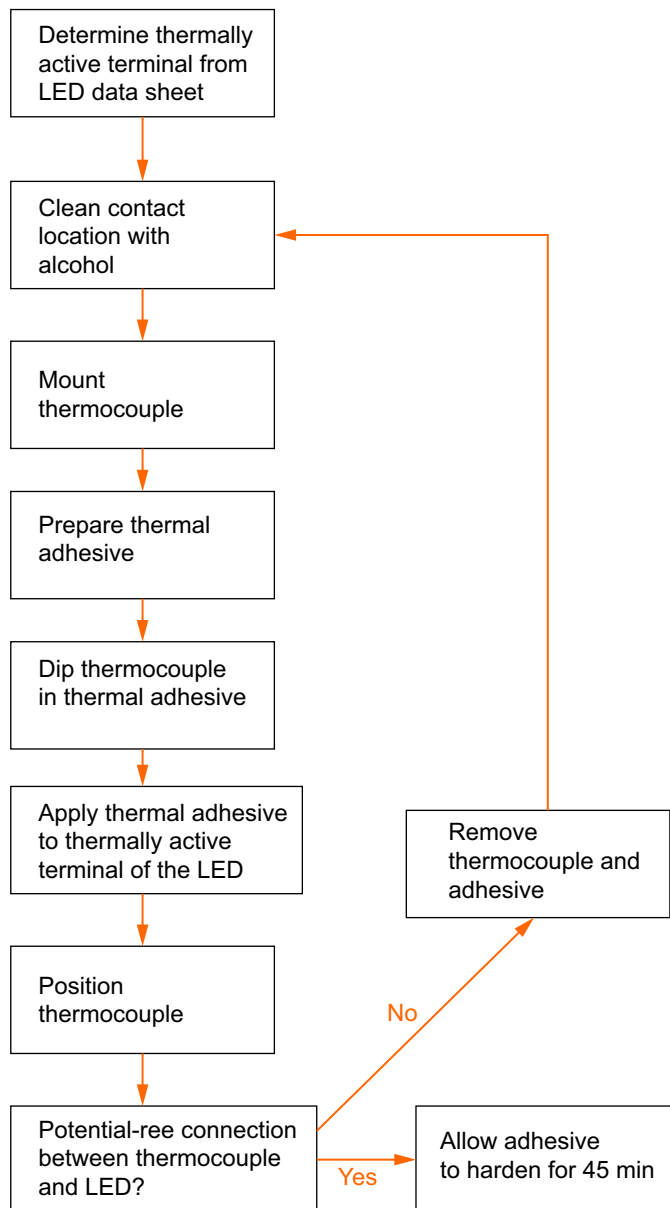 Determine thermally
active terminal from
LED data sheet
Clean contact
location with
alcohol
Mount
thermocouple
Prepare thermal
adhesive
Dip thermocouple
in thermal adhesive
Apply thermal adhesive
to thermally active
terminal of the LED
Remove
thermocouple and
adhesive
Position
thermocouple
No
Potential-ree connection
between thermocouple
and LED?
Yes
Allow adhesive
to harden for 45 min